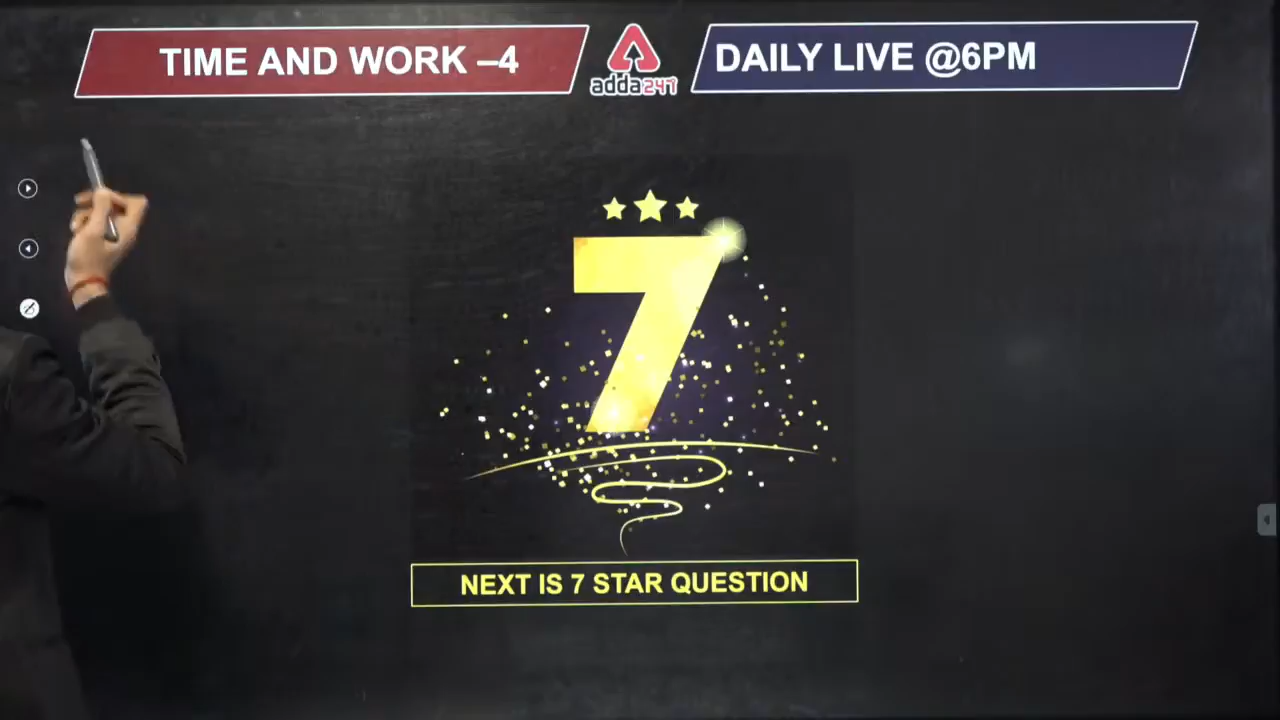 TIME AND WORK –4
adda247
DAILY LIVE @6PM
7
NEXT IS 7 STAR QUESTION